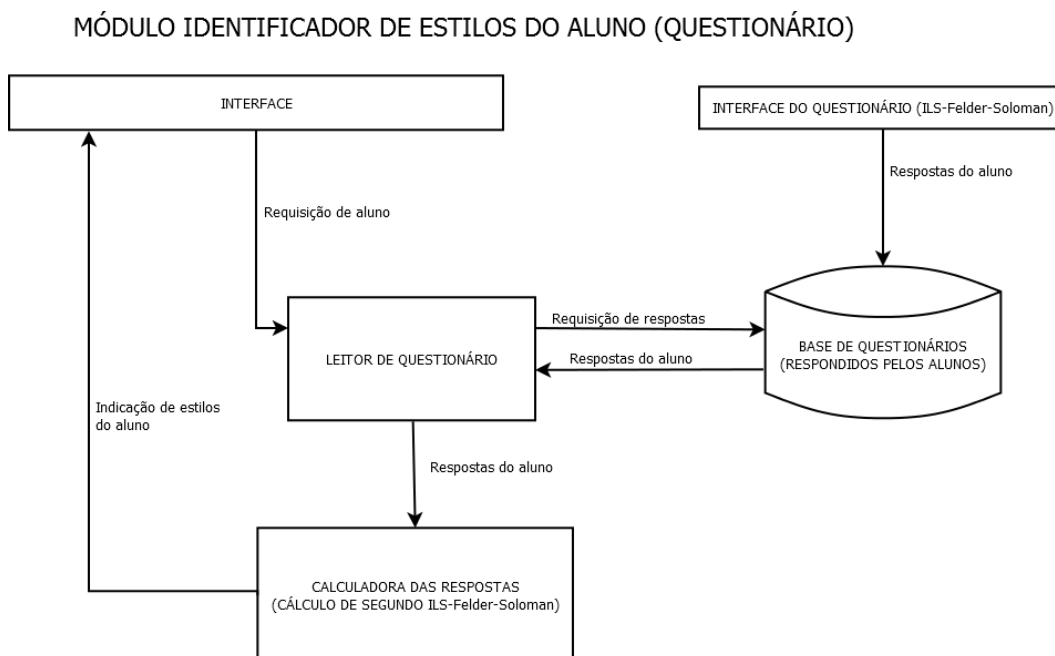 MÓDULO IDENTIFICADOR DE ESTILOS DO ALUNO (QUESTIONÁRIO)
INTERFACE
INTERFACE DO QUESTIONÁRIO (ILS-Felder-Soloman)
Respostas do aluno
Requisição de aluno
Requisição de respostas
LEITOR DE QUESTIONÁRIO
Respostas do aluno
BASE DE QUESTIONÁRIOS
(RESPONDIDOS PELOS ALUNOS)
Indicação de estilos
do aluno
Respostas do aluno
CALCULADORA DAS RESPOSTAS
(CÁLCULO DE SEGUNDO ILS-Felder-Soloman)